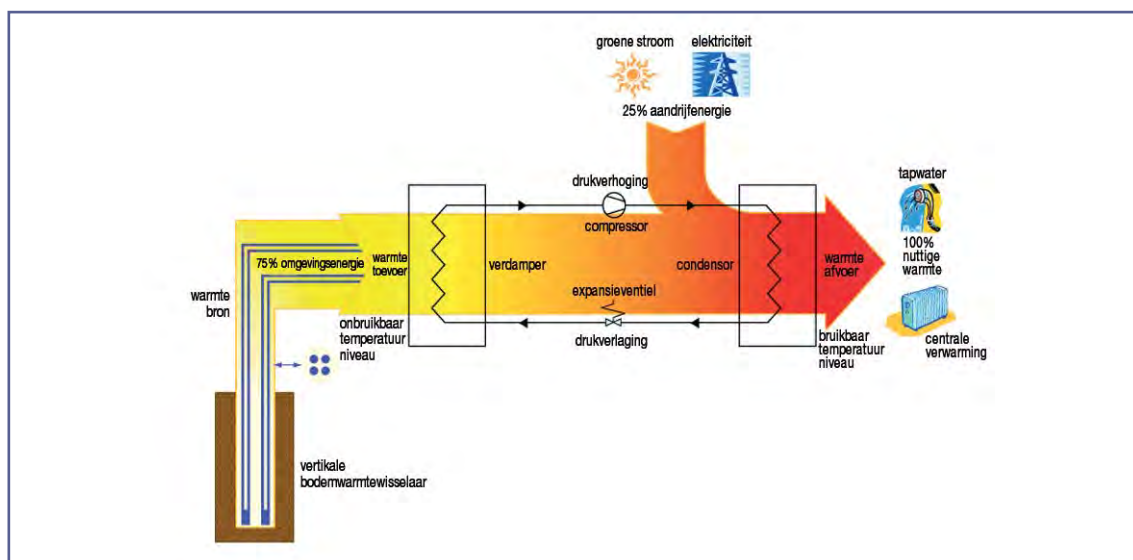 groene stroom
elektriciteit
25% aandrijfenergie
drukverhoging
compressor
tapwater
100%
nuttige
warmte
75% omgevingsenergie
warmte
toevoer
verdamper
condensor
warmte
afvoer
warmte
bron
expansieventiel
drukverlaging
onbruikbaar
temperatuur
niveau
bruikbaar
temperatuur
niveau
centrale
verwarming
vertikale
bodemwarmtewisselaar